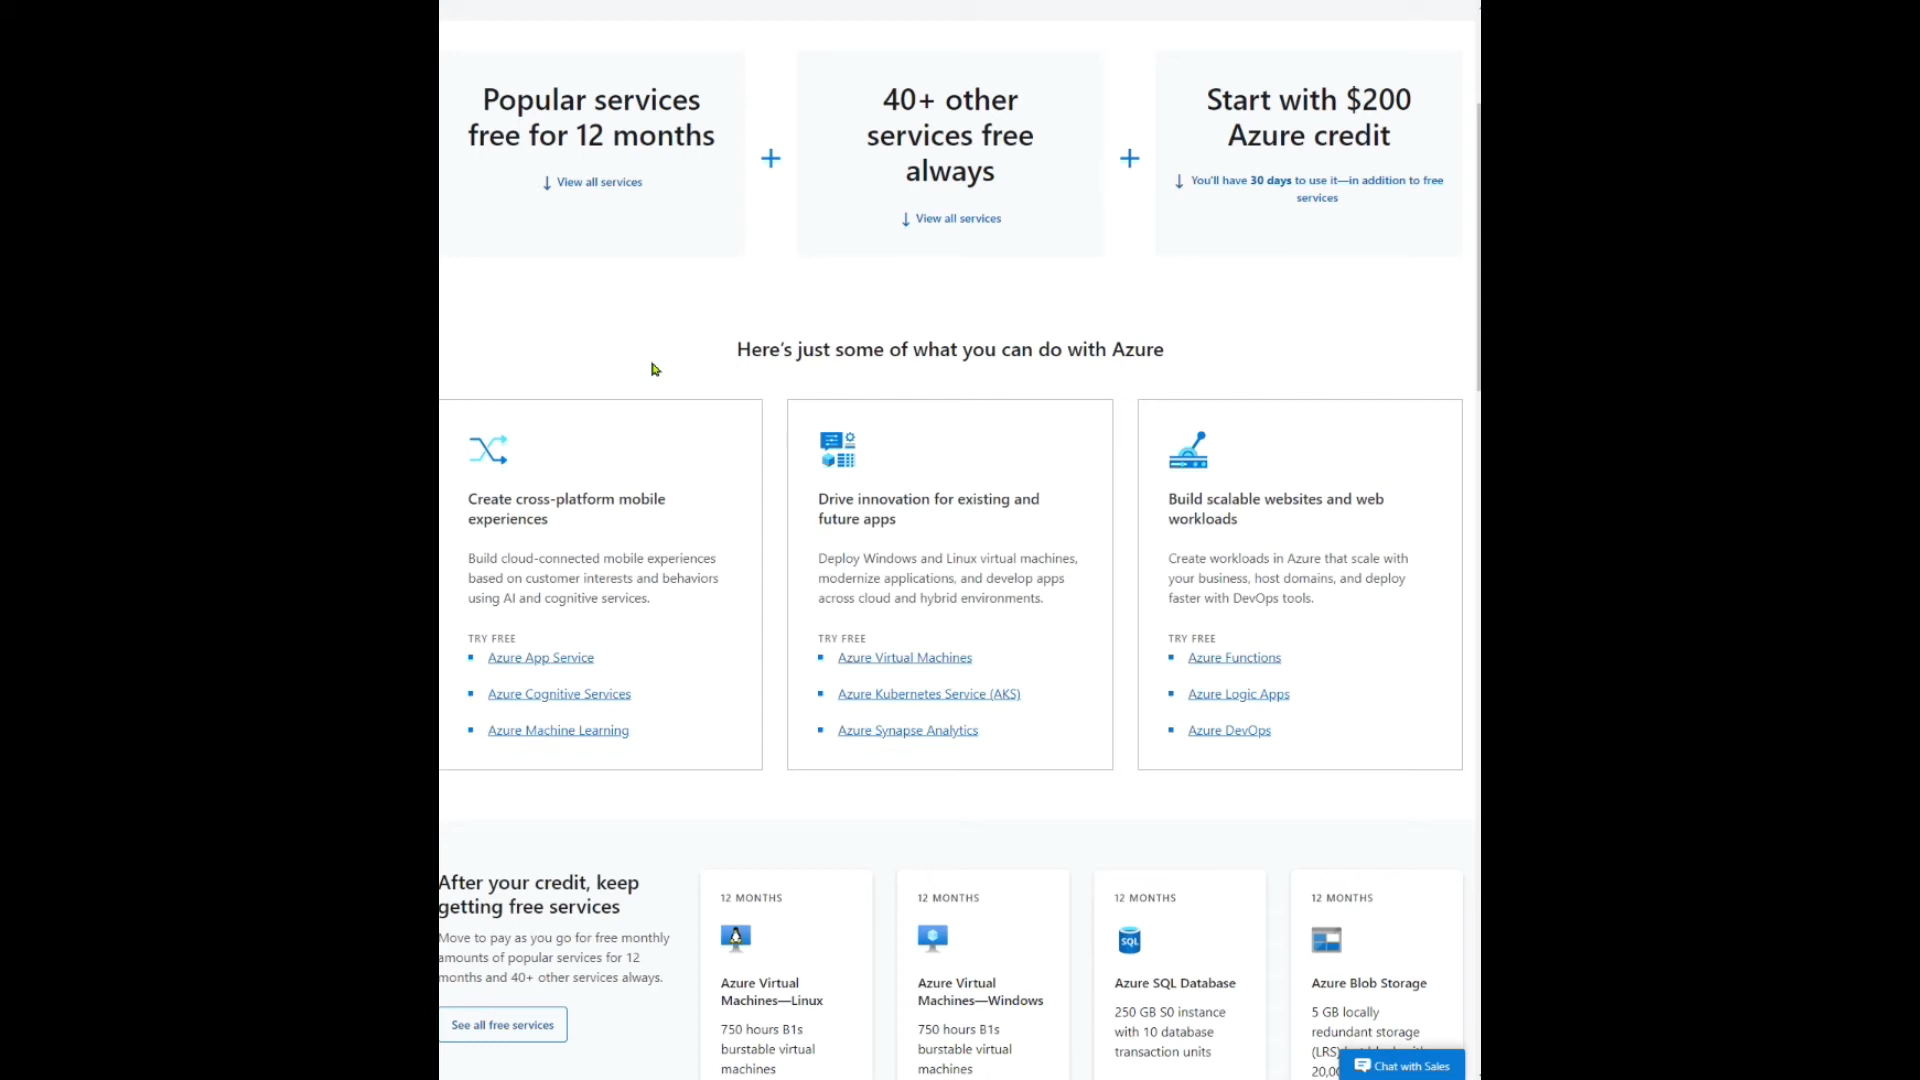 Popular services
free for 12 months
↓ View all services
+
40+ other
services free
always
↓ View all services
+
Start with $200
Azure credit
↓ You'll have 30 days to use it—in addition to free
services
Here's just some of what you can do with Azure
Create cross-platform mobile
experiences
Build cloud-connected mobile experiences
based on customer interests and behaviors
using AI and cognitive services.
TRY FREE
Azure App Service
Azure Cognitive Services
Azure Machine Learning
Drive innovation for existing and
future apps
Deploy Windows and Linux virtual machines,
modernize applications, and develop apps
across cloud and hybrid environments.
TRY FREE
Azure Virtual Machines
Azure Kubernetes Service (AKS)
Azure Synapse Analytics
Build scalable websites and web
workloads
Create workloads in Azure that scale with
your business, host domains, and deploy
faster with DevOps tools.
TRY FREE
Azure Functions
Azure Logic Apps
Azure DevOps
After your credit, keep
getting free services
Move to pay as you go for free monthly
amounts of popular services for 12
months and 40+ other services always.
See all free services
12 MONTHS
Azure Virtual
Machines—Linux
750 hours B1s
burstable virtual
machines
12 MONTHS
Azure Virtual
Machines—Windows
750 hours B1s
burstable virtual
machines
12 MONTHS
SQL
Azure SQL Database
250 GB S0 instance
with 10 database
transaction units
12 MONTHS
Azure Blob Storage
5 GB locally
redundant storage
(LRS)
Chat with Sales